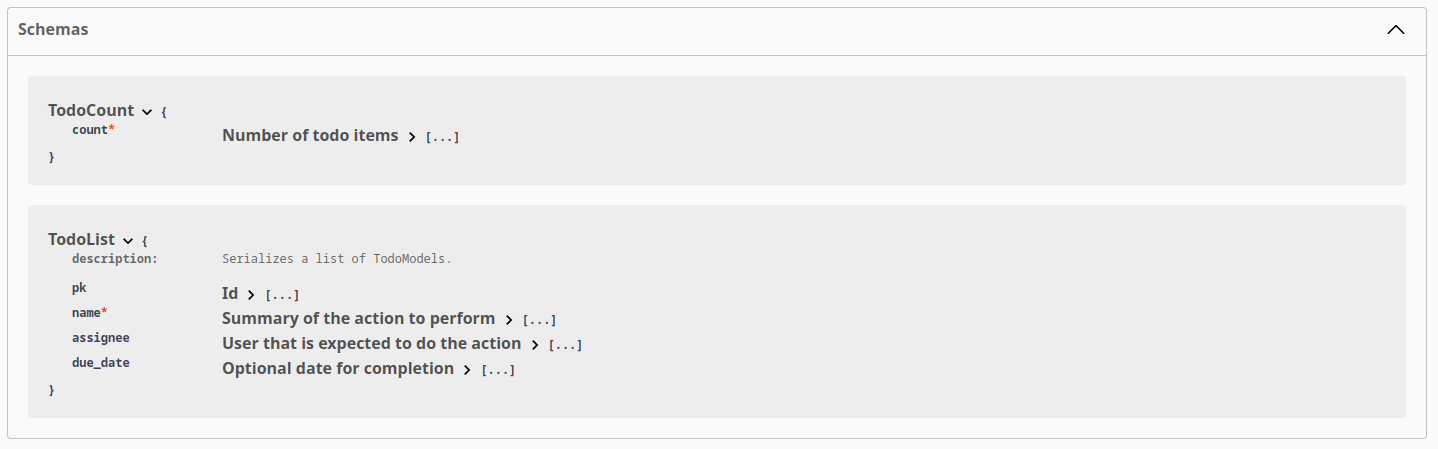 Schemas
TodoCount {
count* Number of todo items [...]
}
TodoList {
description: Serializes a list of TodoModels.
pk Id [...]
name* Summary of the action to perform [...]
assignee User that is expected to do the action [...]
due_date Optional date for completion [...]
}